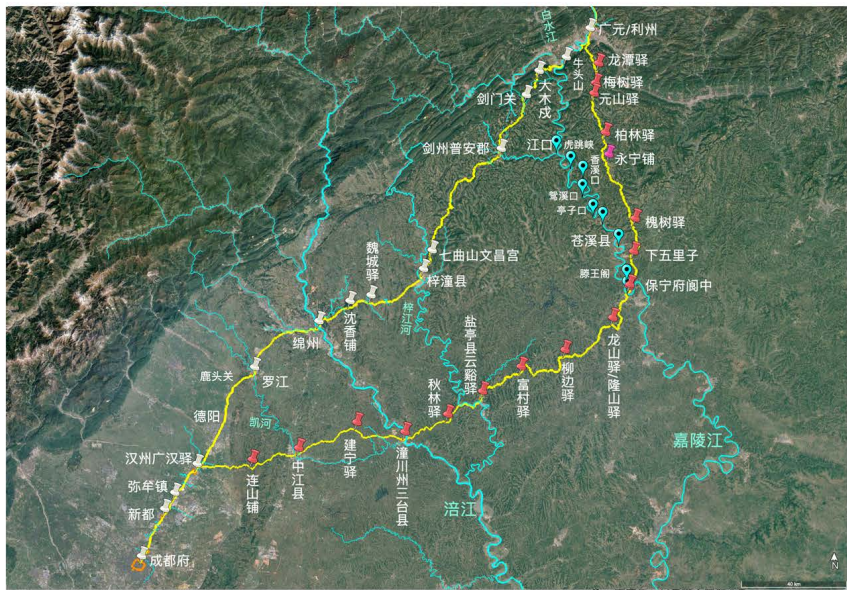 白水江
广元/利州
龙潭驿
牛头山
大木戍
梅树驿
元山驿
剑门关
柏林驿
江口
虎跳峡
剑州普安郡
永宁铺
香溪口
鸳溪口
亭子口
槐树驿
苍溪县
七曲山文昌宫
下五里子
魏城驿
滕王阁
梓潼县
保宁府阆中
沈香铺
梓江河
绵州
盐亭县云谿驿
龙山驿/隆山驿
柳边驿
鹿头关
罗江
富村驿
秋林驿
德阳
凯河
建宁驿
嘉陵江
潼川州三台县
汉州广汉驿
中江县
连山铺
弥牟镇
新都
涪江
成都府
N
40 km